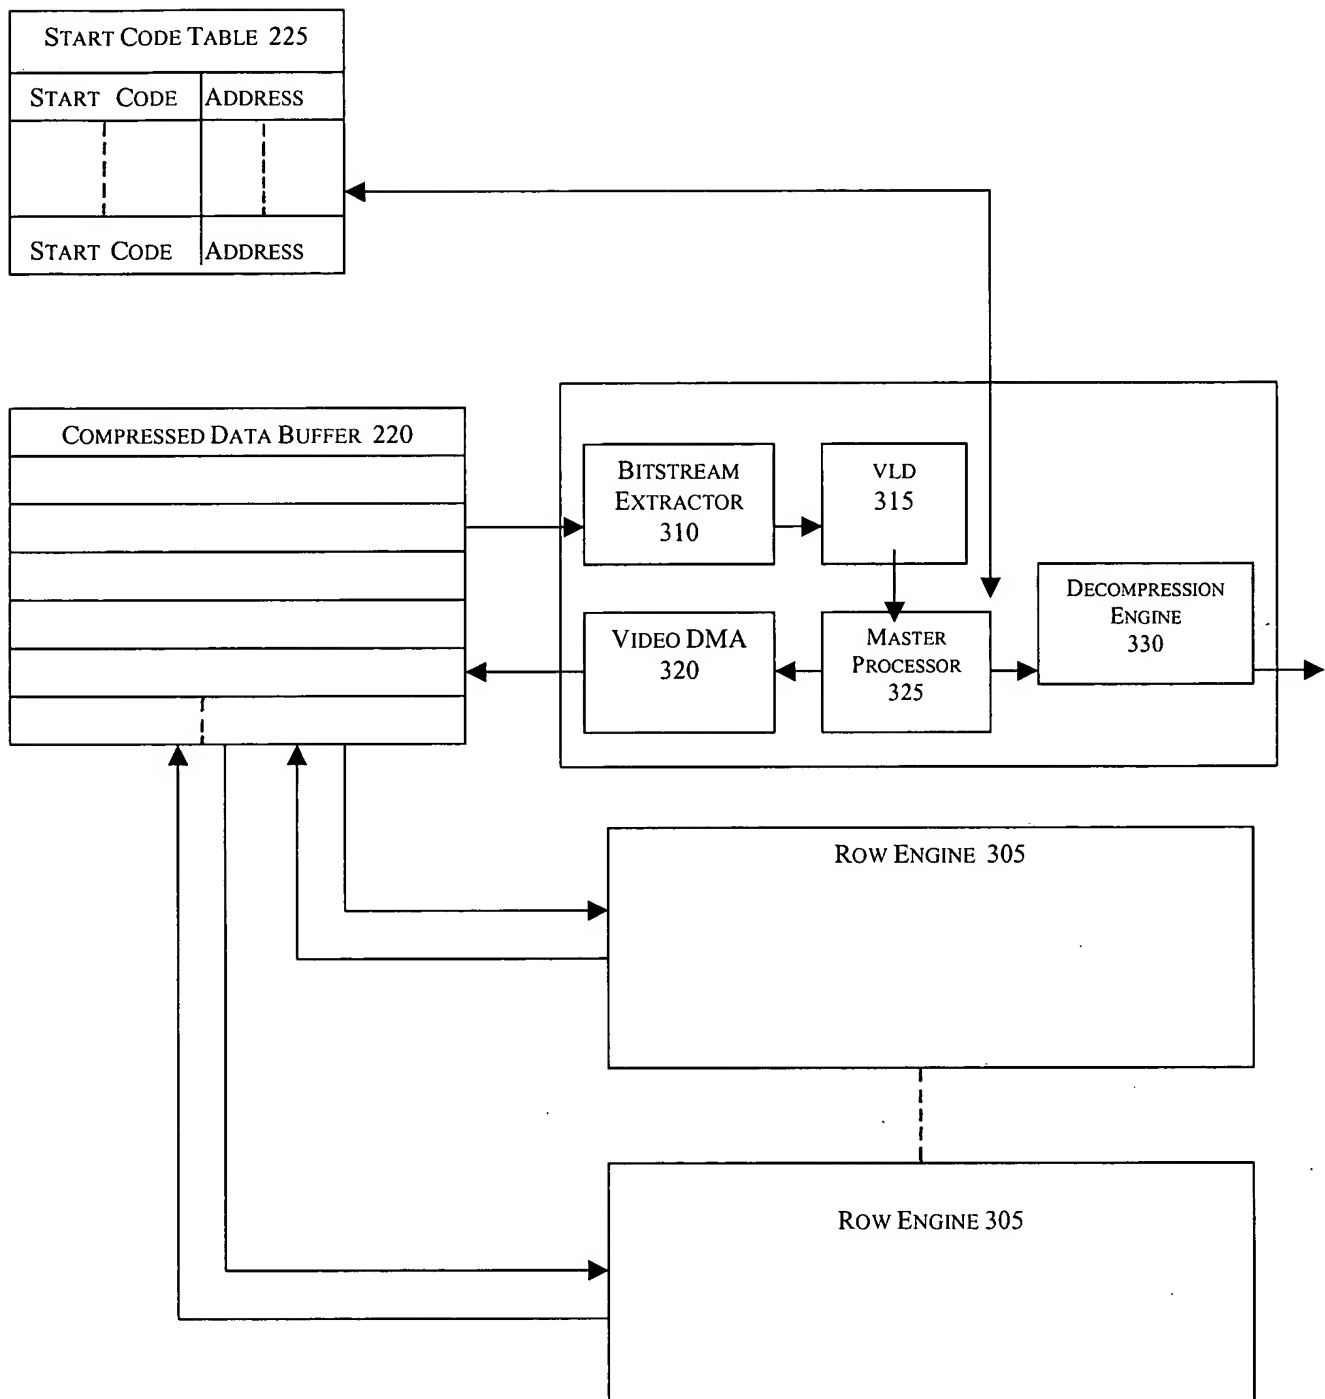 START CODE TABLE 225
START CODE ADDRESS
START CODE ADDRESS
COMPRESSED DATA BUFFER 220
BITSTREAM
EXTRACTOR
310
VLD
315
DECOMPRESSION
ENGINE
330
VIDEO DMA
320
MASTER
PROCESSOR
325
ROW ENGINE 305
ROW ENGINE 305